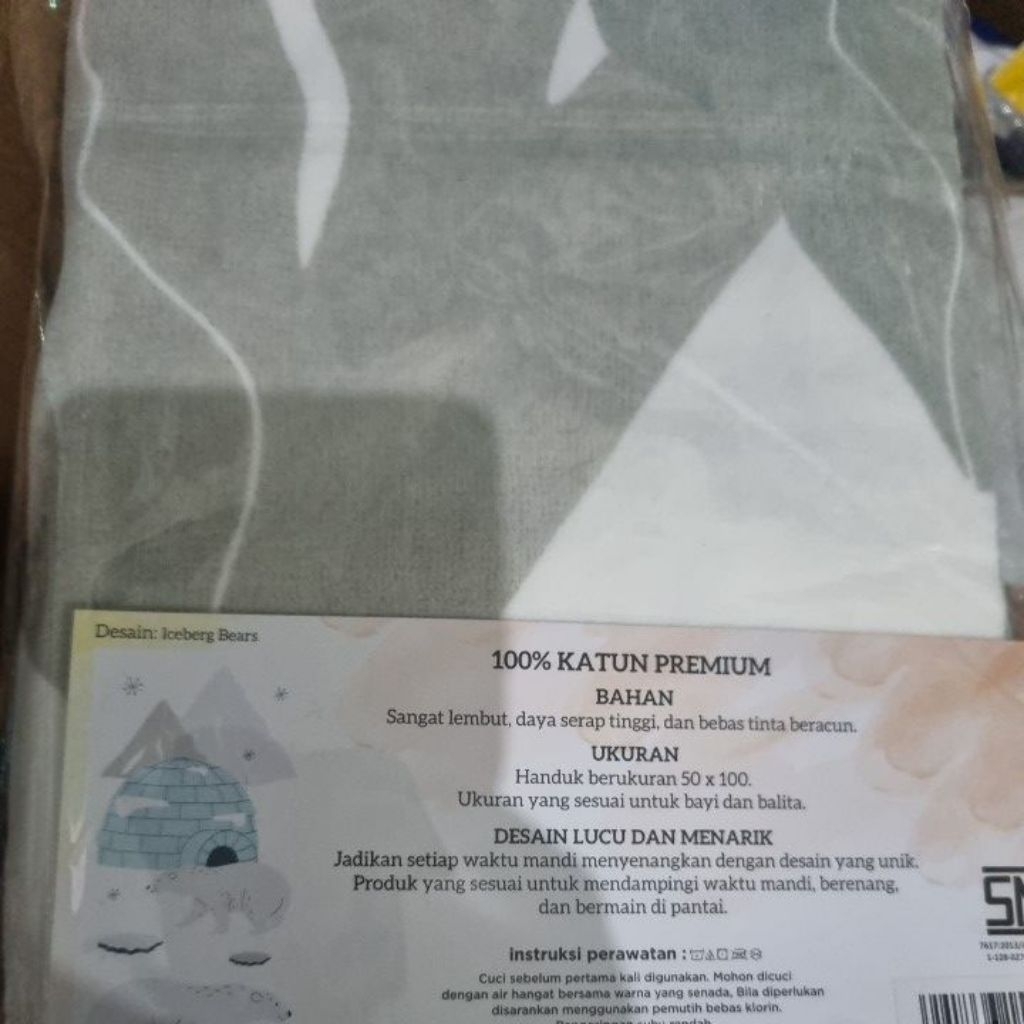 Desain: Iceberg Bears
100% KATUN PREMIUM
BAHAN
Sangat lembut, daya serap tinggi, dan bebas tinta beracun.
UKURAN
Handuk berukuran 50 x 100.
Ukuran yang sesuai untuk bayi dan balita.
DESAIN LUCU DAN MENARIK
Jadikan setiap waktu mandi menyenangkan dengan desain yang unik.
Produk yang sesuai untuk mendampingi waktu mandi, berenang,
dan bermain di pantai.
Instruksi perawatan :
Cuci sebelum pertama kali digunakan. Mohon dicuci
dengan air hangat bersama warna yang senada, Bila diperlukan
disarankan menggunakan pemutih bebas klorin.